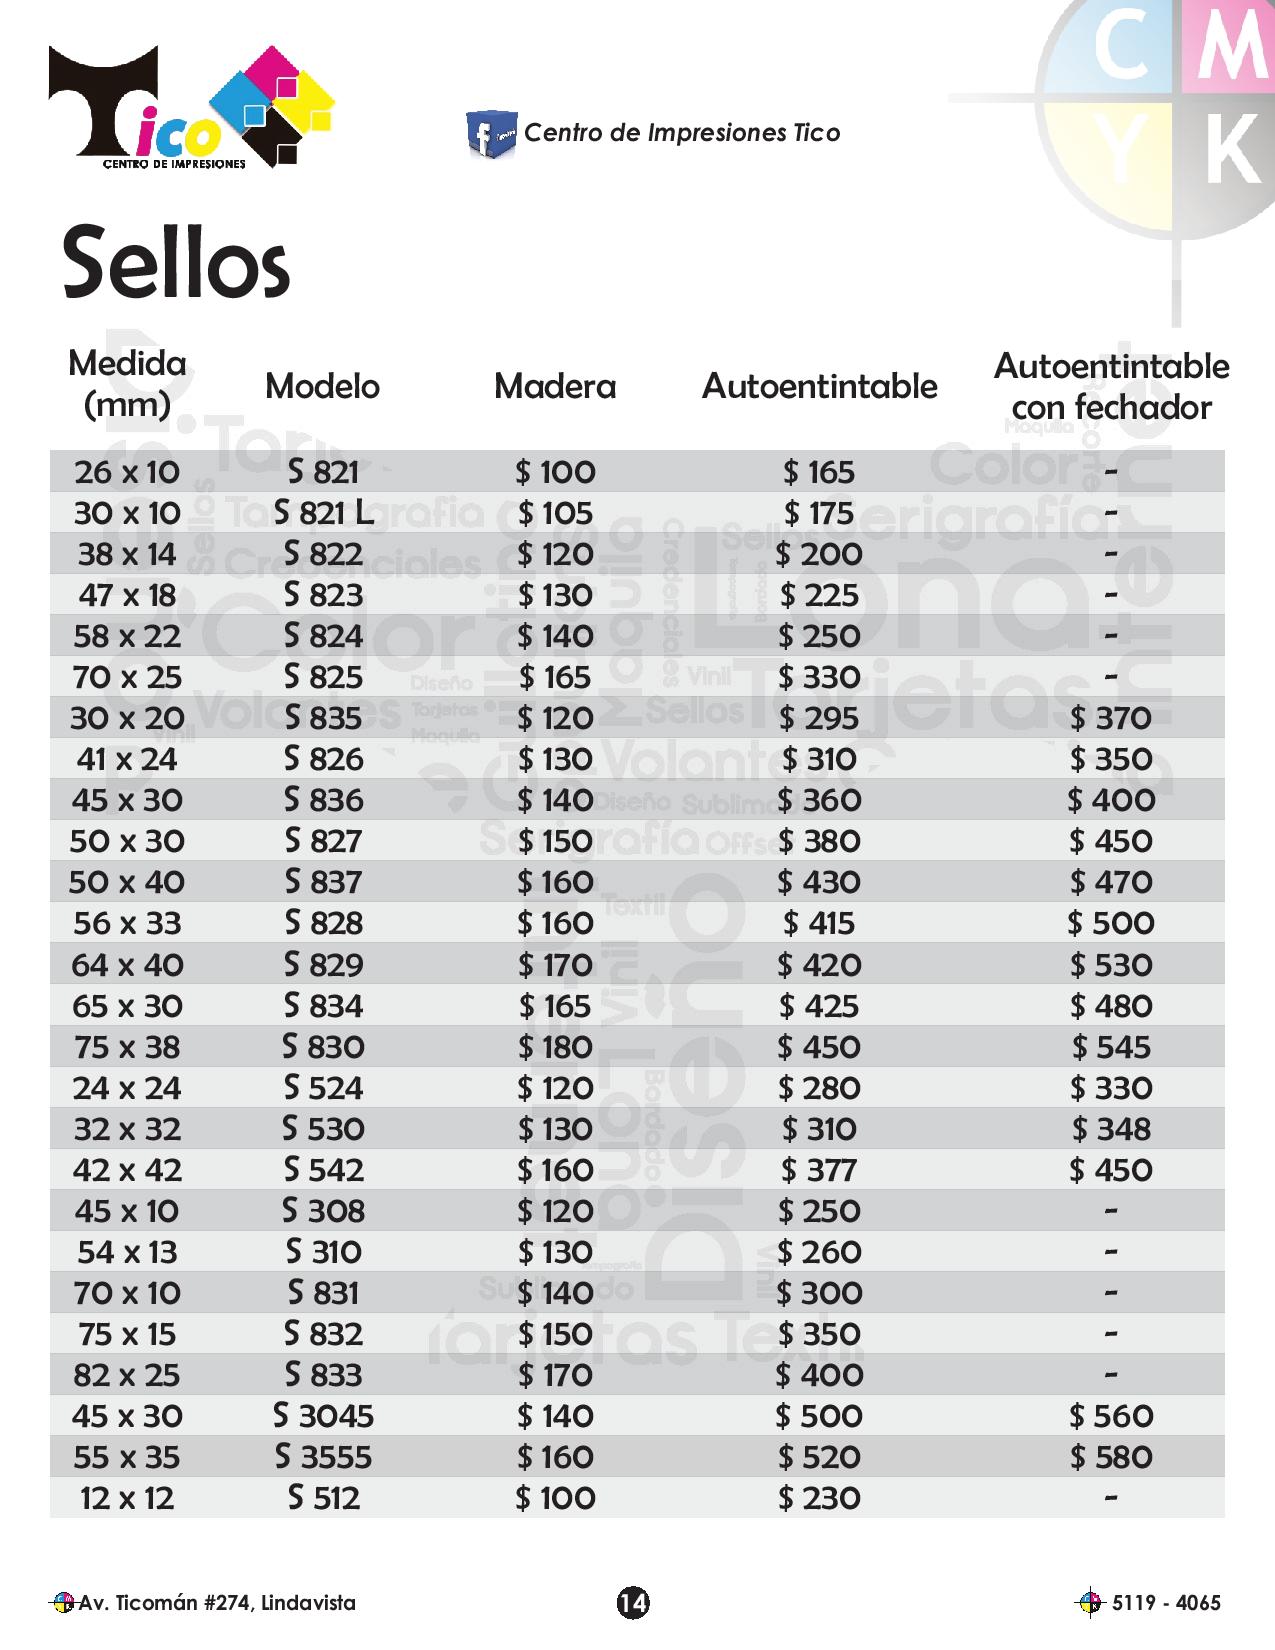 C M
Y K
Tico
CENTRO DE IMPRESIONES
Centro de Impresiones Tico
Sellos
Medida (mm) Modelo Madera Autoentintable Autoentintable con fechador
26 x 10 S 821 $ 100 $ 165 -
30 x 10 S 821 L $ 105 $ 175 -
38 x 14 S 822 $ 120 $ 200 -
47 x 18 S 823 $ 130 $ 225 -
58 x 22 S 824 $ 140 $ 250 -
70 x 25 S 825 $ 165 $ 330 -
30 x 20 S 835 $ 120 $ 295 $ 370
41 x 24 S 826 $ 130 $ 310 $ 350
45 x 30 S 836 $ 140 $ 360 $ 400
50 x 30 S 827 $ 150 $ 380 $ 450
50 x 40 S 837 $ 160 $ 430 $ 470
56 x 33 S 828 $ 160 $ 415 $ 500
64 x 40 S 829 $ 170 $ 420 $ 530
65 x 30 S 834 $ 165 $ 425 $ 480
75 x 38 S 830 $ 180 $ 450 $ 545
24 x 24 S 524 $ 120 $ 280 $ 330
32 x 32 S 530 $ 130 $ 310 $ 348
42 x 42 S 542 $ 160 $ 377 $ 450
45 x 10 S 308 $ 120 $ 250 -
54 x 13 S 310 $ 130 $ 260 -
70 x 10 S 831 $ 140 $ 300 -
75 x 15 S 832 $ 150 $ 350 -
82 x 25 S 833 $ 170 $ 400 -
45 x 30 S 3045 $ 140 $ 500 $ 560
55 x 35 S 3555 $ 160 $ 520 $ 580
12 x 12 S 512 $ 100 $ 230 -
Av. Ticomán #274, Lindavista 14 5119 - 4065